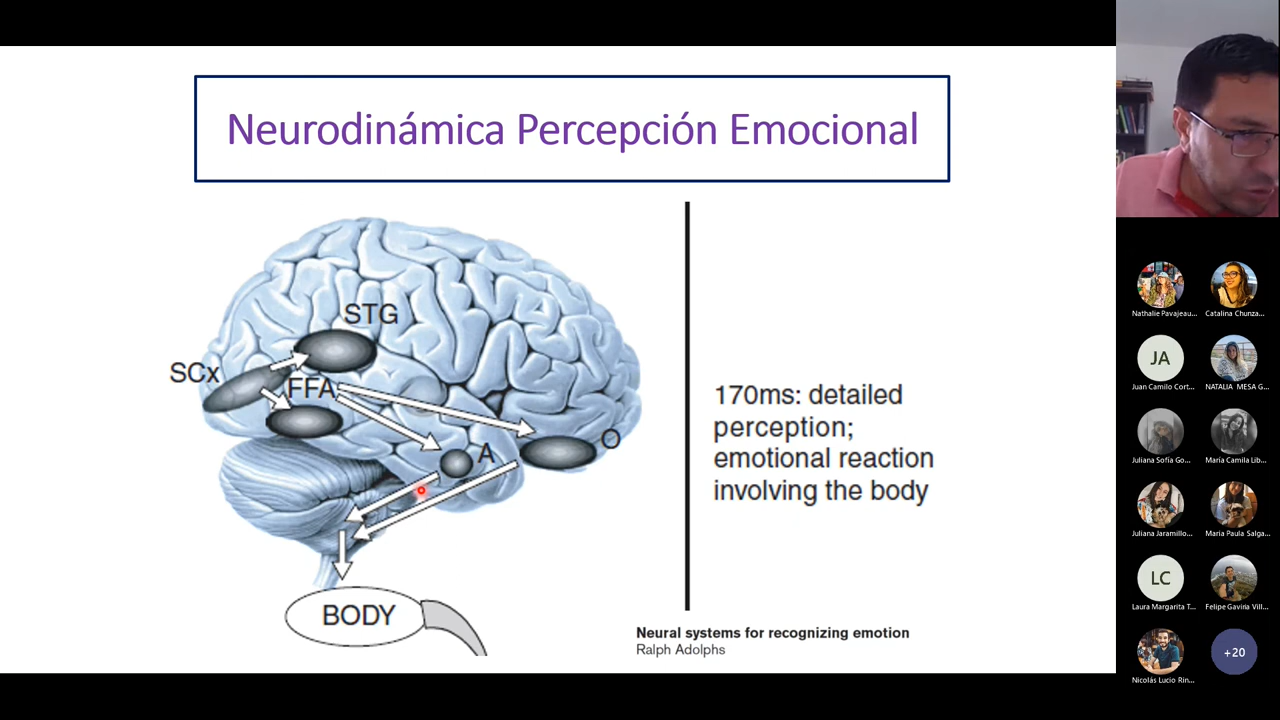 Neurodinámica Percepción Emocional
STG
SCx
FFA
O
A
BODY
170ms: detailed
perception;
emotional reaction
involving the body
Neural systems for recognizing emotion
Ralph Adolphs
Nathalie Pavajeau...
Catalina Chunza...
JA
Juan Camilo Cort...
NATALIA MESA G...
Juliana Sofía Go...
María Camila Lib...
Juliana Jaramillo...
Maria Paula Salga...
LC
Laura Margarita T...
Felipe Gaviria Vill...
Nicolás Lucio Rin...
+20